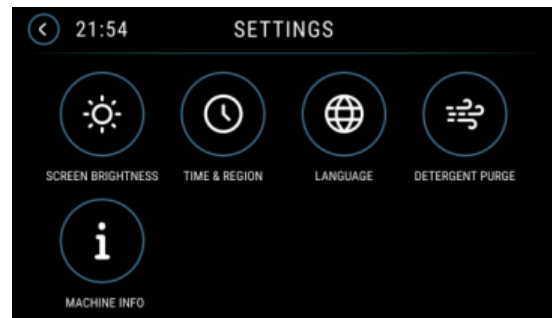 21:54 SETTINGS
SCREEN BRIGHTNESS TIME & REGION LANGUAGE DETERGENT PURGE
MACHINE INFO